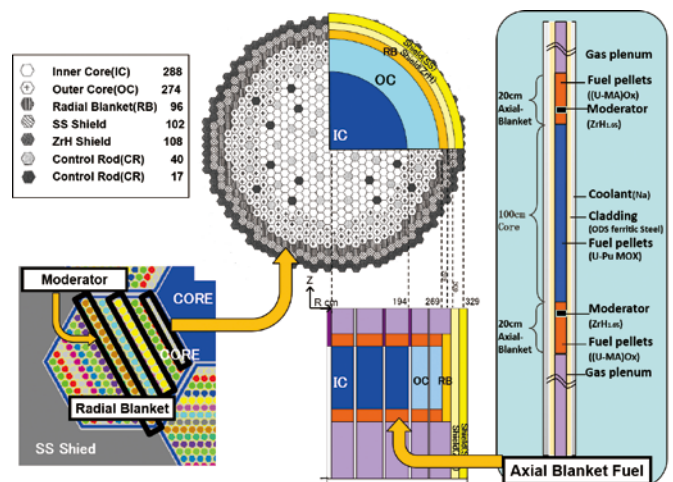 Inner Core(IC) 288
Outer Core(OC) 274
Radial Blanket(RB) 96
SS Shield 102
ZrH Shield 108
Control Rod(CR) 40
Control Rod(CR) 17
Shield(SS)
Shield(ZrH)
RB
OC
IC
Moderator
CORE
CORE
Radial Blanket
SS Shied
Z
R cm
194
269
329
IC
OC
RB
Axial Blanket Fuel
Gas plenum
Fuel pellets
((U-MA)Ox)
20cm
Axial-
Blanket
Moderator
(ZrH1.65)
100cm
Core
Coolant(Na)
Cladding
(ODS ferritic Steel)
Fuel pellets
(U-Pu MOX)
Moderator
(ZrH1.65)
20cm
Axial-
Blanket
Fuel pellets
((U-MA)Ox)
Gas plenum